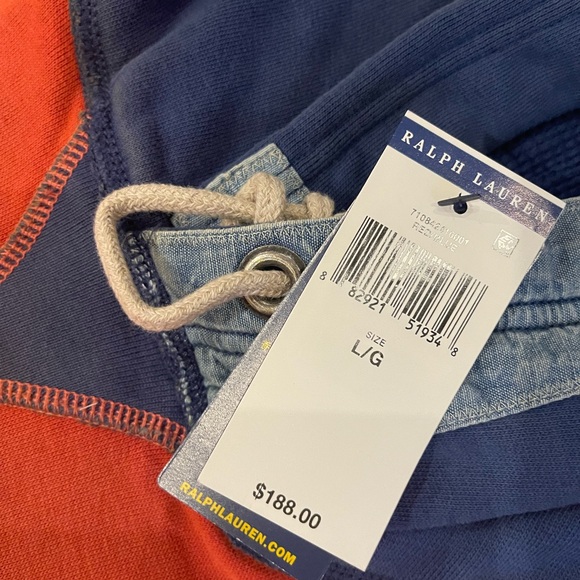 RALPH LAUREN
8 82921 51934 8
SIZE
L/G
$188.00
RALPHLAUREN.COM